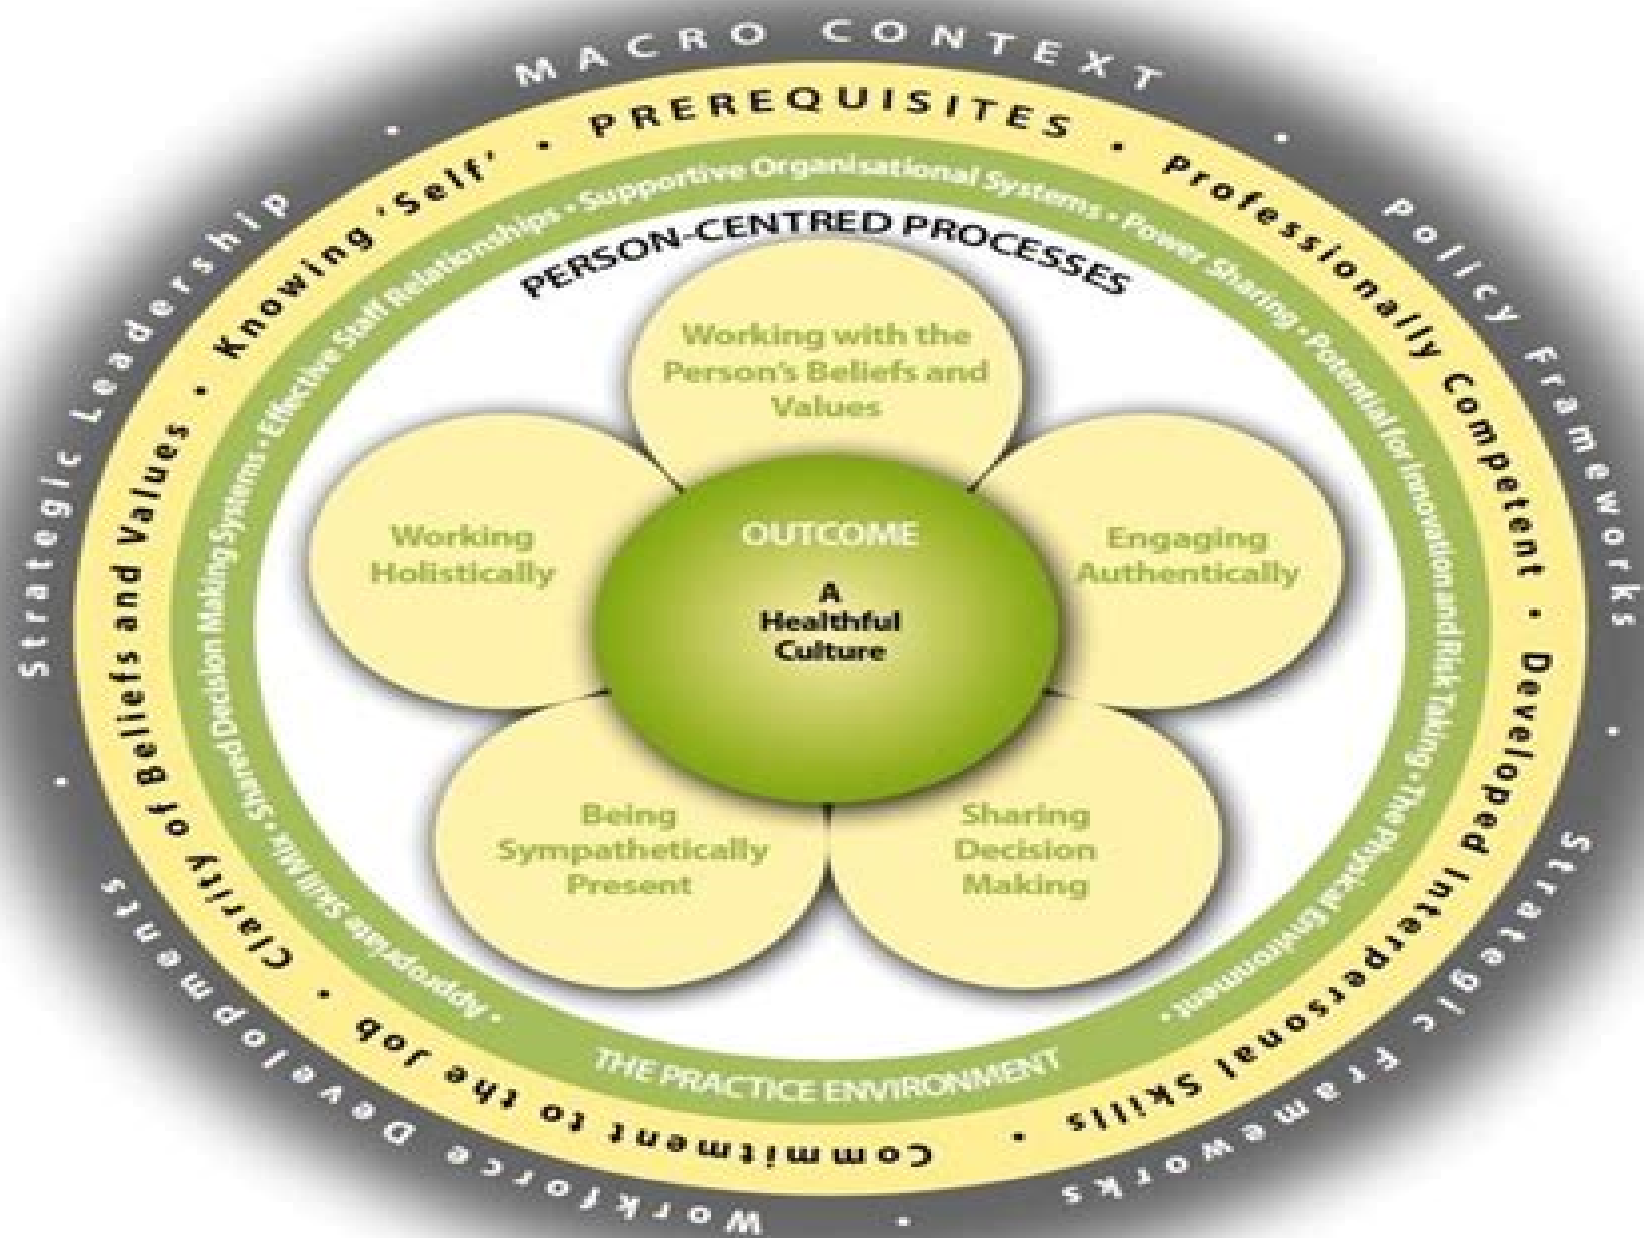 MACRO CONTEXT
• Policy Frameworks • Strategic Frameworks • Workforce Developments • Strategic Leadership •
PREREQUISITES
• Professionally Competent • Developed Interpersonal Skills • Commitment to the Job • Clarity of Beliefs and Values • Knowing 'Self' •
THE PRACTICE ENVIRONMENT
• Appropriate Skill Mix • Shared Decision Making Systems • Effective Staff Relationships • Supportive Organisational Systems • Power Sharing • Potential for Innovation and Risk Taking • The Physical Environment •
PERSON-CENTRED PROCESSES
Working with the
Person's Beliefs and
Values
Engaging
Authentically
Sharing
Decision
Making
Being
Sympathetically
Present
Working
Holistically
OUTCOME
A
Healthful
Culture